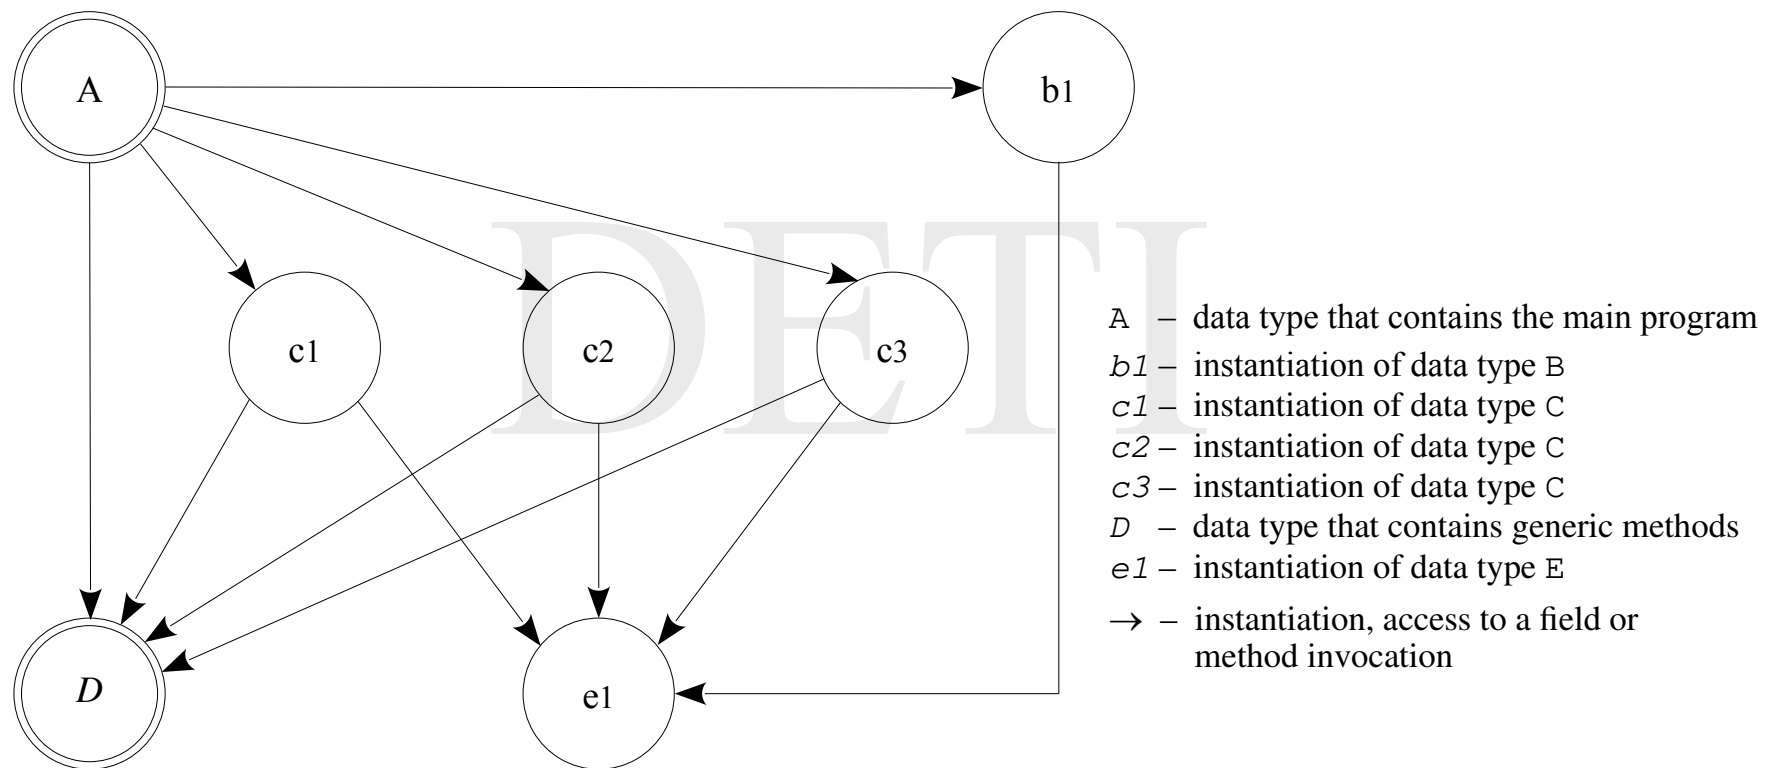 A
b1
DETI
c1
c2
c3
D
e1
A – data type that contains the main program
b1 – instantiation of data type B
c1 – instantiation of data type C
c2 – instantiation of data type C
c3 – instantiation of data type C
D – data type that contains generic methods
e1 – instantiation of data type E
→ – instantiation, access to a field or
method invocation